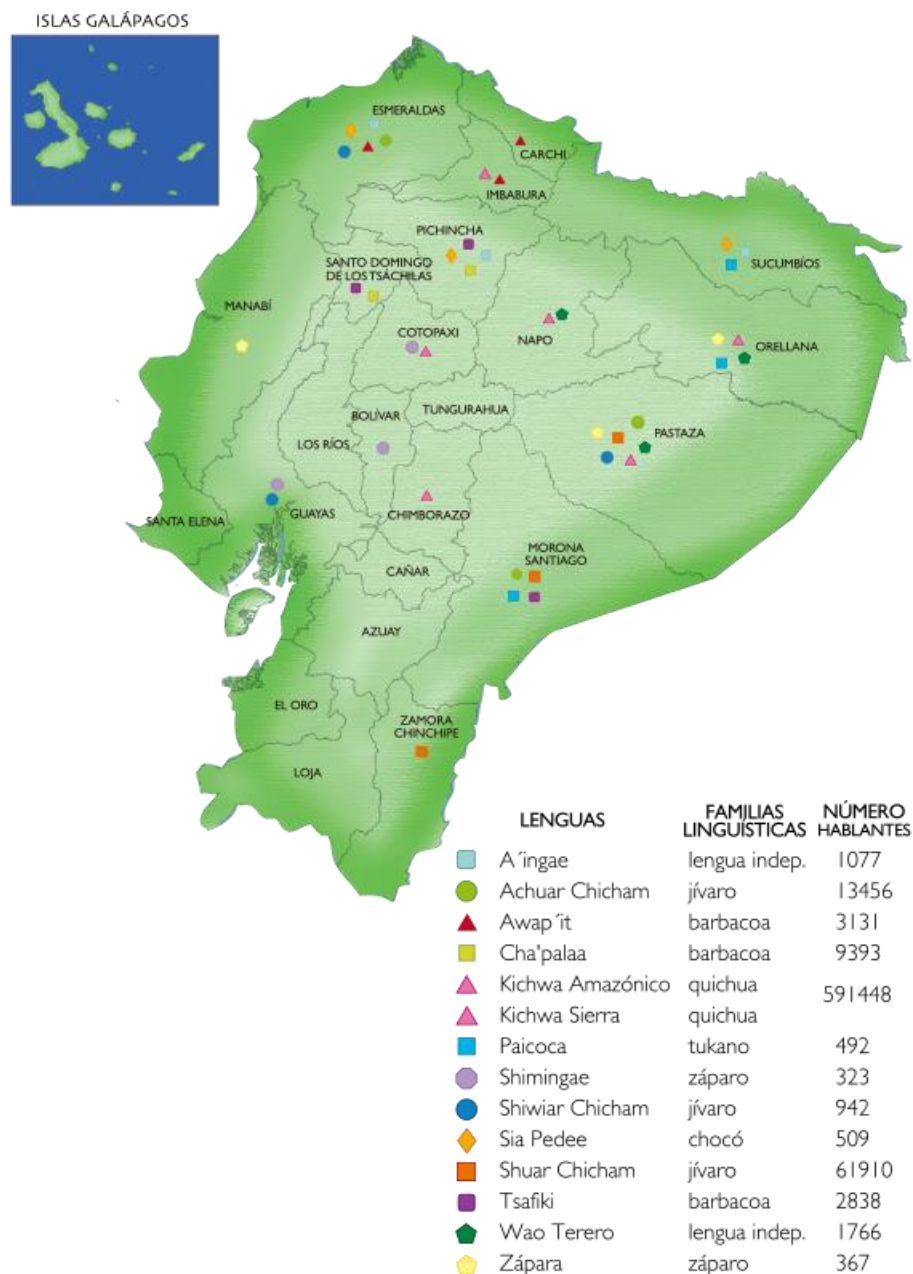 ISLAS GALÁPAGOS
ESMERALDAS
CARCHI
IMBABURA
PICHINCHA
SANTO DOMINGO
DE LOS TSÁCHILAS
SUCUMBÍOS
MANABÍ
COTOPAXI
NAPO
ORELLANA
BOLÍVAR
TUNGURAHUA
LOS RÍOS
PASTAZA
SANTA ELENA
GUAYAS
CHIMBORAZO
MORONA
SANTIAGO
CAÑAR
AZUAY
EL ORO
ZAMORA
CHINCHIPE
LOJA
LENGUAS FAMILIAS LINGUÍSTICAS NÚMERO HABLANTES
A´ingae lengua indep. 1077
Achuar Chicham jívaro 13456
Awap´it barbacoa 3131
Cha'palaa barbacoa 9393
Kichwa Amazónico quichua 591448
Kichwa Sierra quichua
Paicoca tukano 492
Shimingae záparo 323
Shiwiar Chicham jívaro 942
Sia Pedee chocó 509
Shuar Chicham jívaro 61910
Tsafiki barbacoa 2838
Wao Terero lengua indep. 1766
Zápara záparo 367